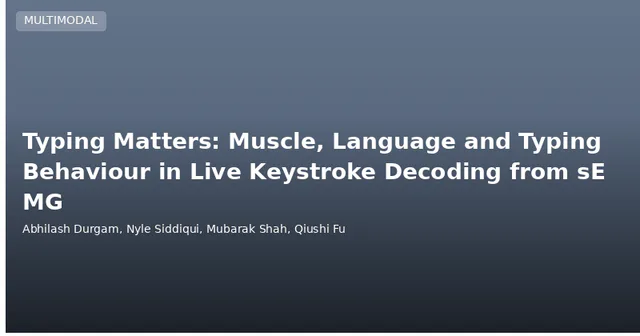 MULTIMODAL
Typing Matters: Muscle, Language and Typing
Behaviour in Live Keystroke Decoding from sE
MG
Abhilash Durgam, Nyle Siddiqui, Mubarak Shah, Qiushi Fu